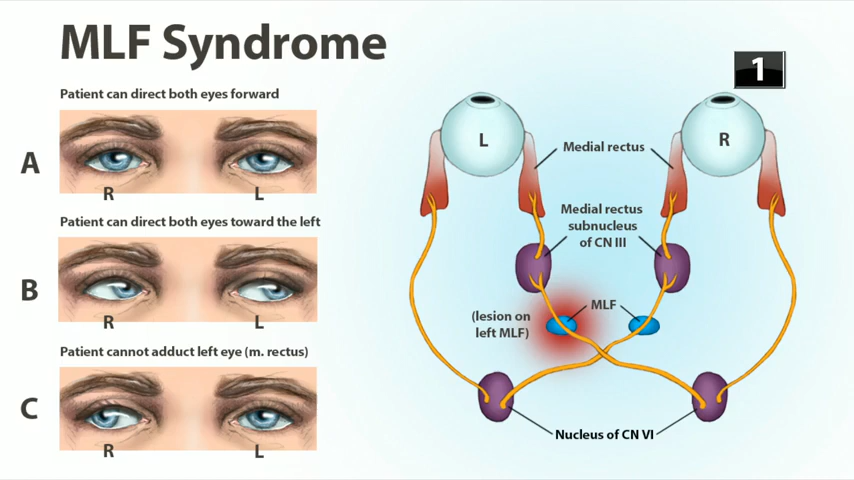 MLF Syndrome
1
Patient can direct both eyes forward
A
R
L
Patient can direct both eyes toward the left
B
R
L
Patient cannot adduct left eye (m. rectus)
C
R
L
L
R
Medial rectus
Medial rectus
subnucleus
of CN III
(lesion on
left MLF)
MLF
Nucleus of CN VI